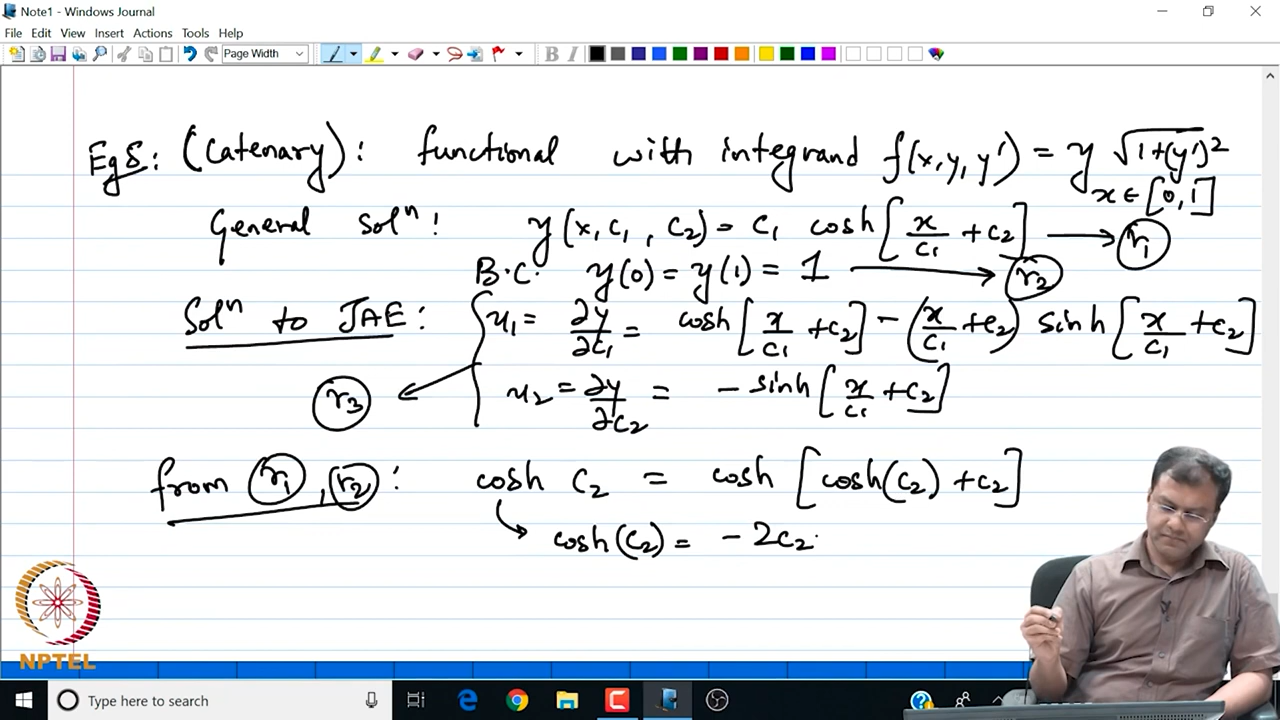 Note1 - Windows Journal
File Edit View Insert Actions Tools Help
Page Width
Eg5: (Catenary): functional with integrand f(x,y,y') = y √1+(y')²
x ∈ [0,1]
General Solⁿ: y(x,c₁,c₂) = c₁ cosh[x/c₁ + c₂] → (r₁)
B.C: y(0) = y(1) = 1 → (r₂)
Solⁿ to JAE: { u₁ = ∂y/∂c₁ = cosh[x/c₁ + c₂] - (x/c₁ + c₂) sinh[x/c₁ + c₂]
(r₃) ← u₂ = ∂y/∂c₂ = - sinh[x/c₁ + c₂]
from (r₁), (r₂): cosh c₂ = cosh[cosh(c₂) + c₂]
↳ cosh(c₂) = - 2c₂
NPTEL
Type here to search